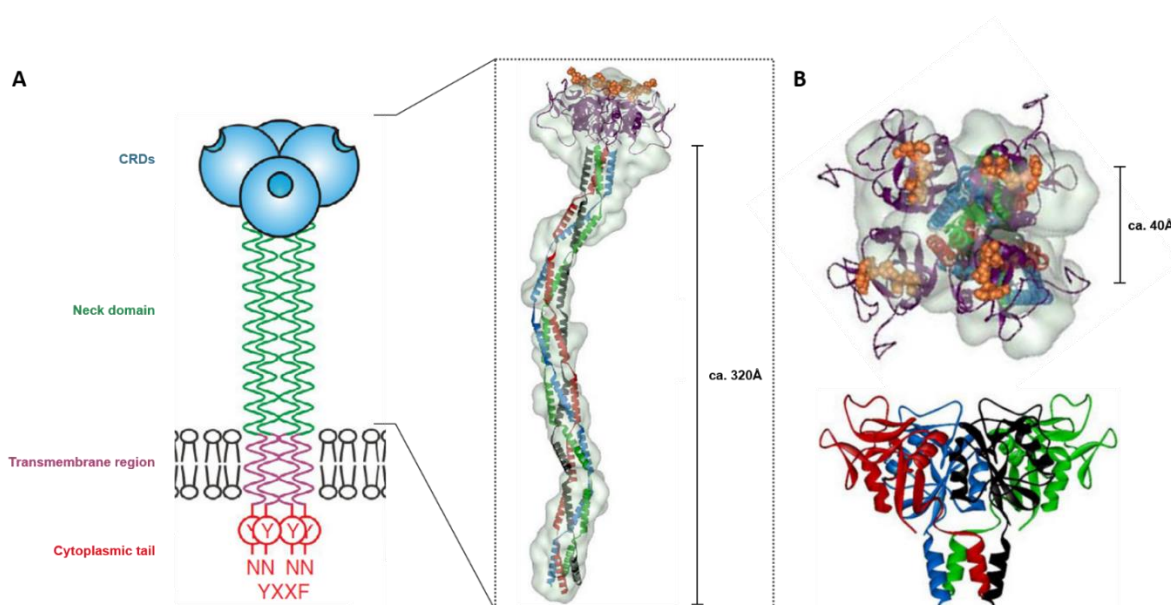 A
B
CRDs
Neck domain
Transmembrane region
Cytoplasmic tail
Y Y Y Y
NN NN
YXXF
ca. 320Å
ca. 40Å